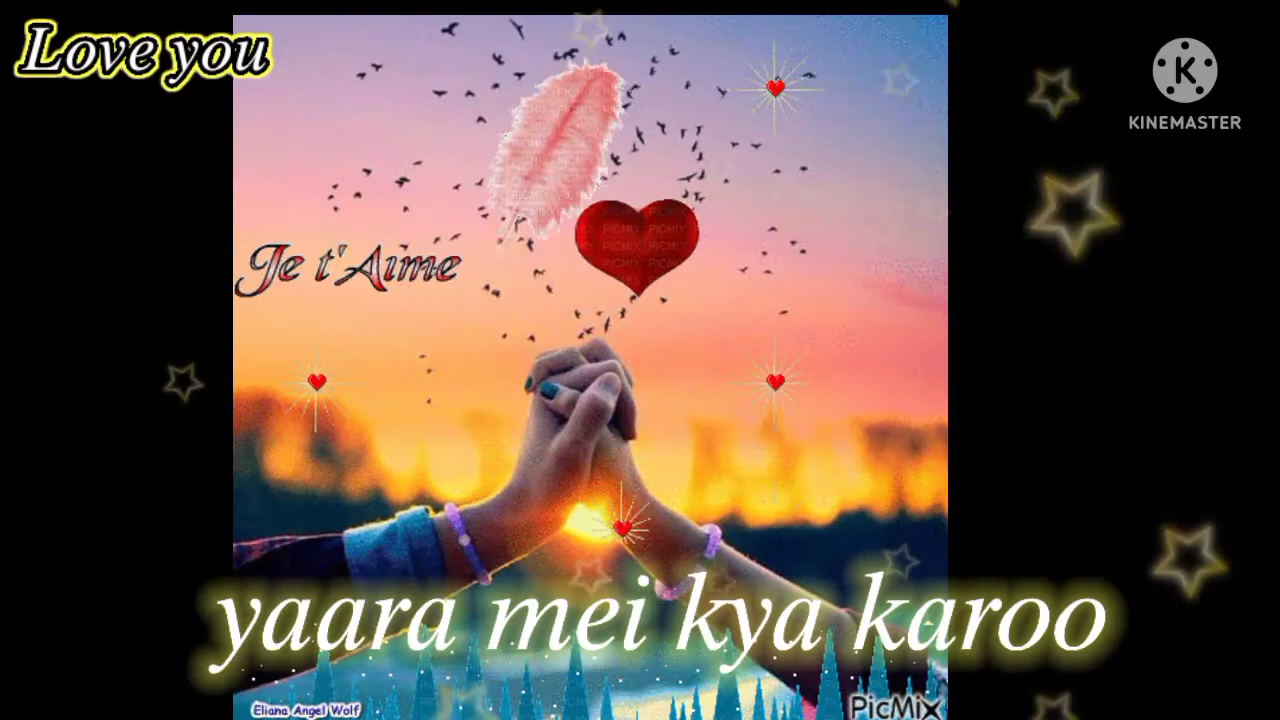 Love you
K
KINEMASTER
Je t'Aime
yaara mei kya karoo
Eliana Angel Wolf
PicMix